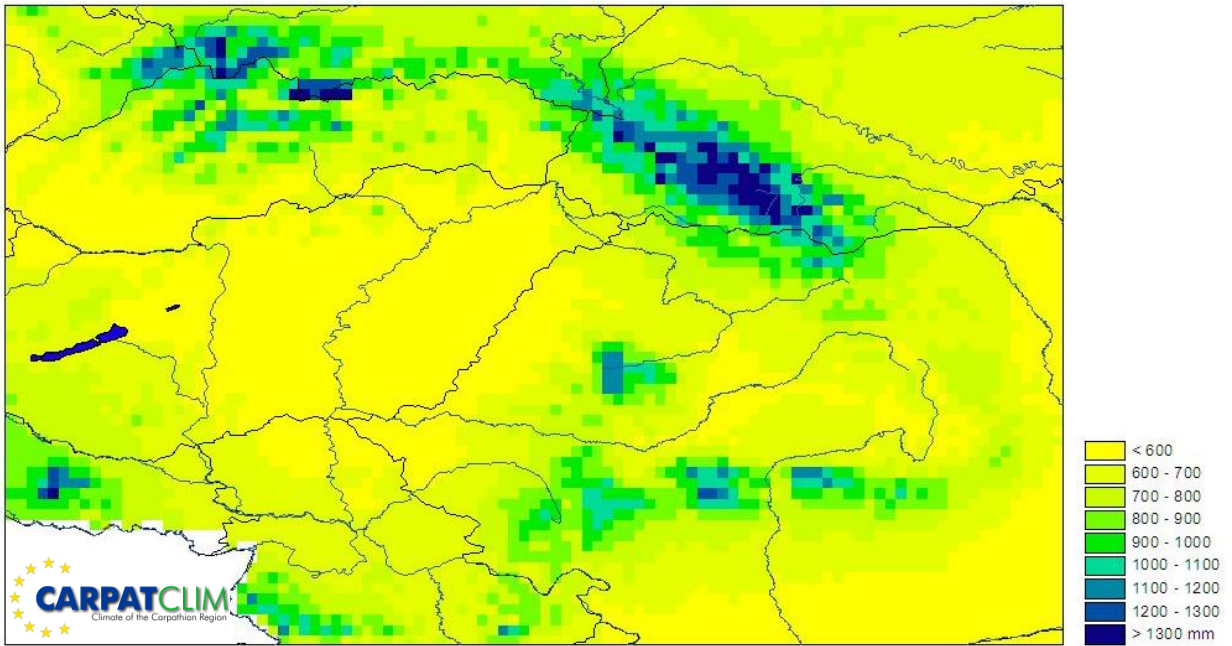 < 600
600 - 700
700 - 800
800 - 900
900 - 1000
1000 - 1100
1100 - 1200
1200 - 1300
> 1300 mm
CARPATCLIM
Climate of the Carpathian Region